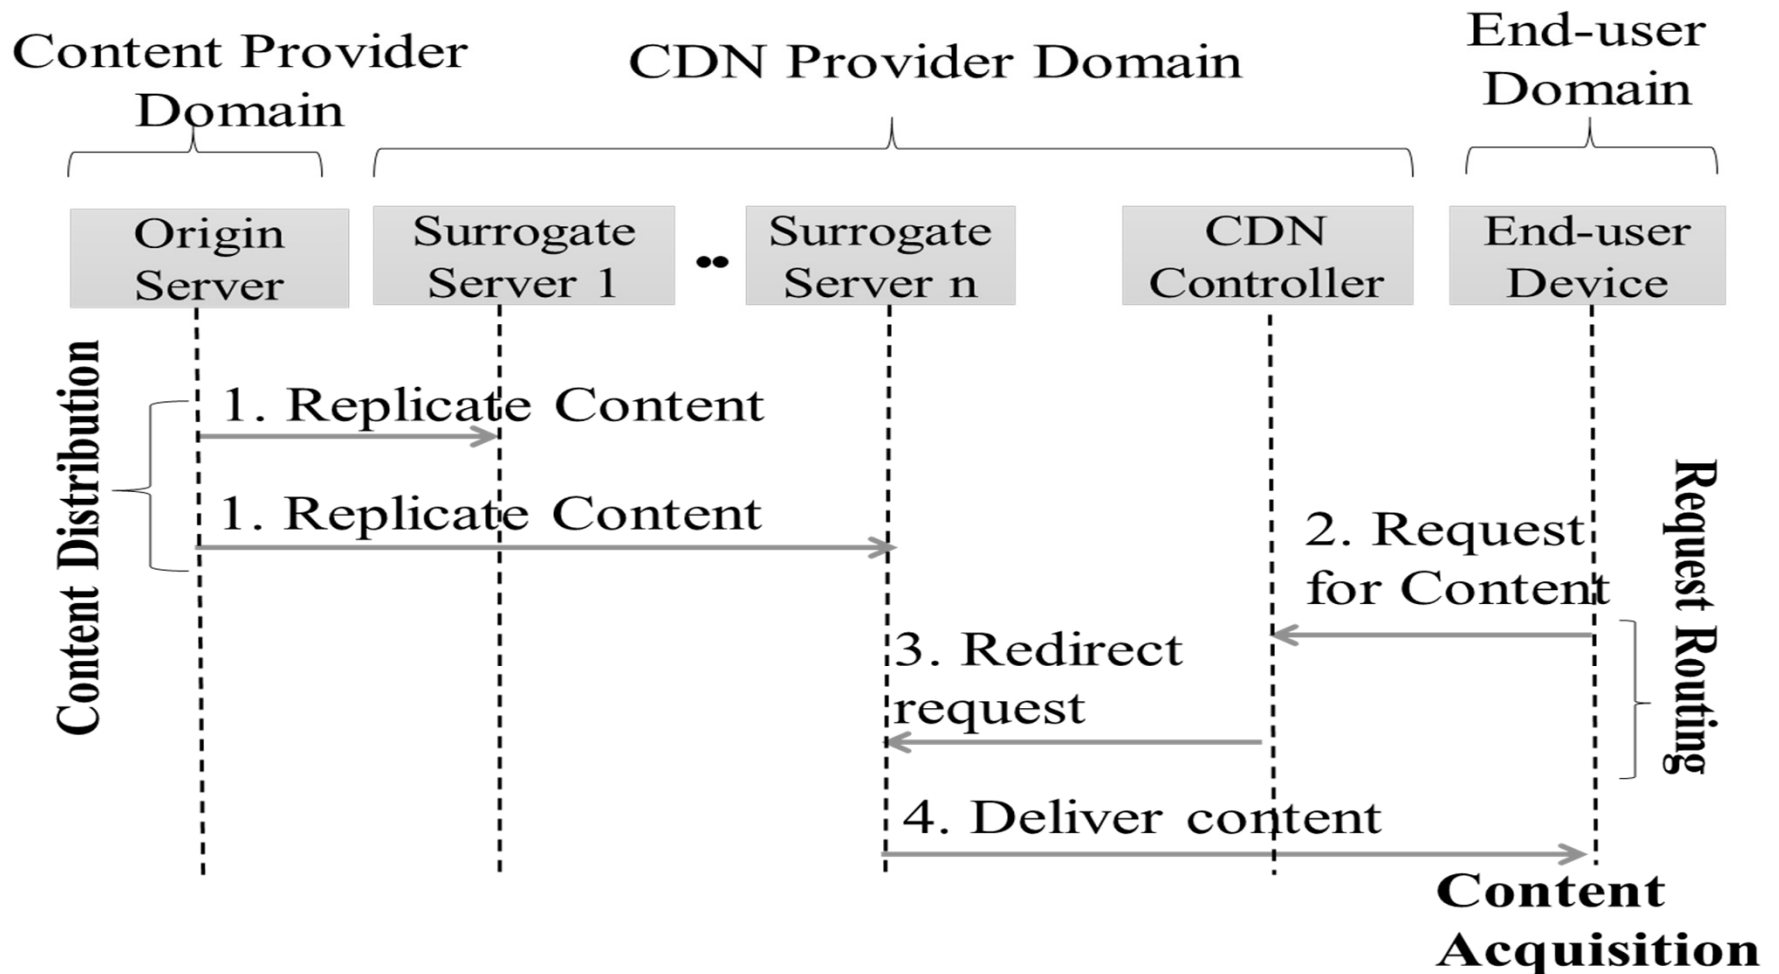 Content Provider
Domain
CDN Provider Domain
End-user
Domain
Origin
Server
Surrogate
Server 1
••
Surrogate
Server n
CDN
Controller
End-user
Device
Content Distribution
1. Replicate Content
1. Replicate Content
2. Request
for Content
Request Routing
3. Redirect
request
4. Deliver content
Content
Acquisition